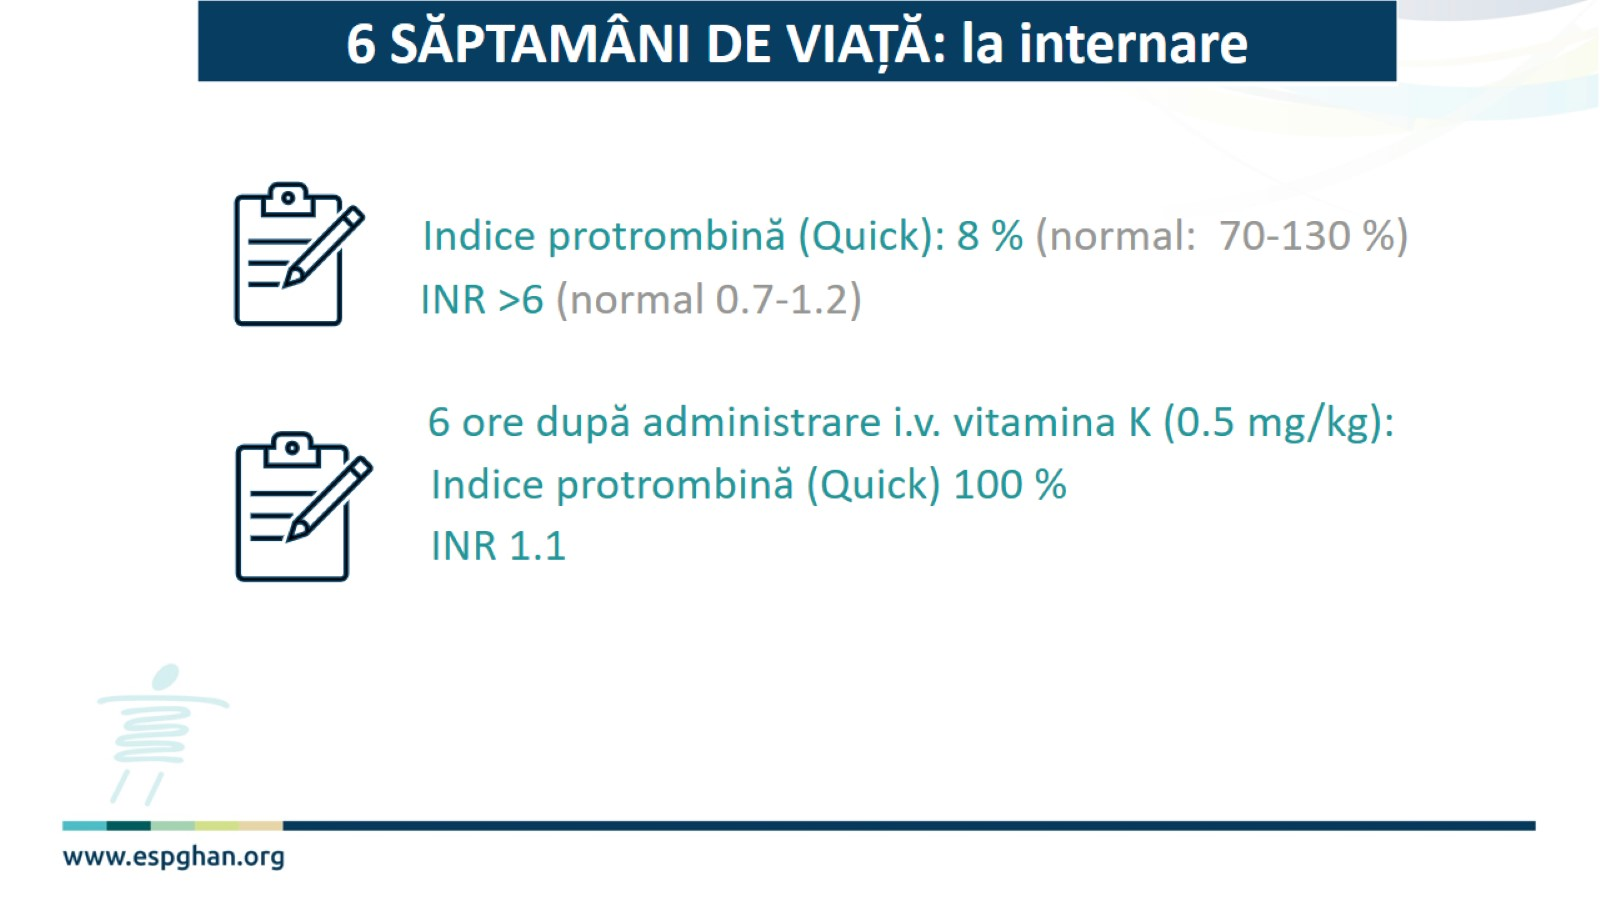 6 SĂPTAMÂNI DE VIAȚĂ: la internare
Indice protrombină (Quick): 8 % (normal: 70-130 %)
INR >6 (normal 0.7-1.2)
6 ore după administrare i.v. vitamina K (0.5 mg/kg):
Indice protrombină (Quick) 100 %
INR 1.1
www.espghan.org